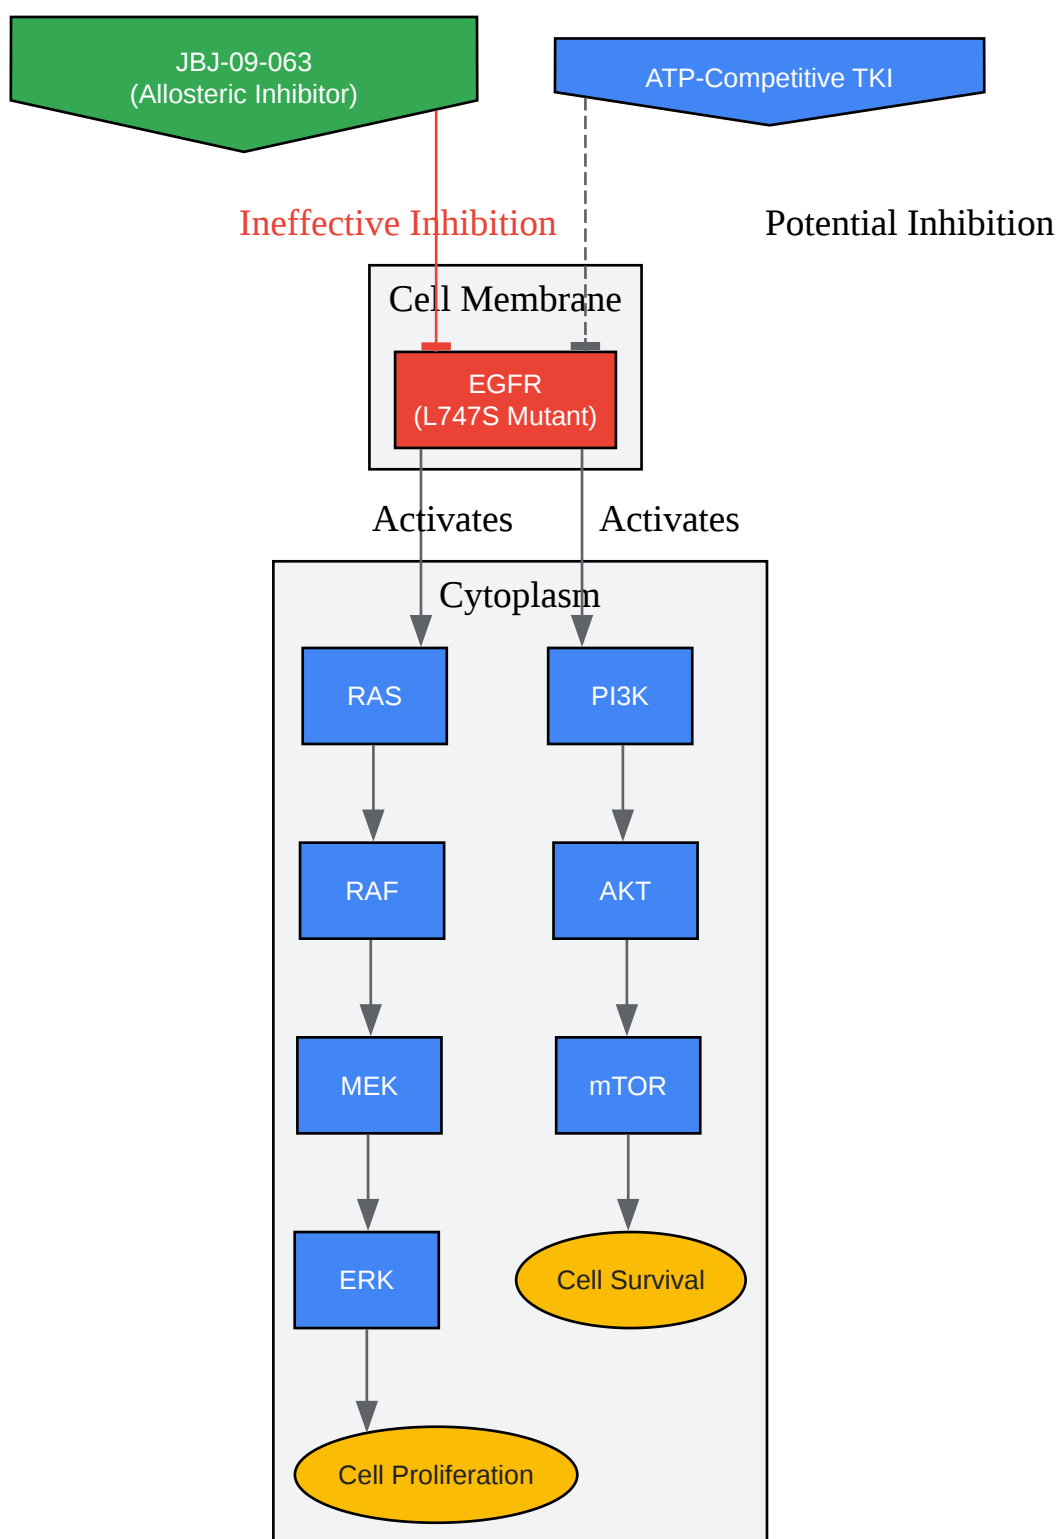 JBJ-09-063
(Allosteric Inhibitor)
ATP-Competitive TKI
Ineffective Inhibition
Potential Inhibition
Cell Membrane
EGFR
(L747S Mutant)
Activates
Activates
Cytoplasm
RAS
PI3K
RAF
AKT
MEK
mTOR
ERK
Cell Survival
Cell Proliferation